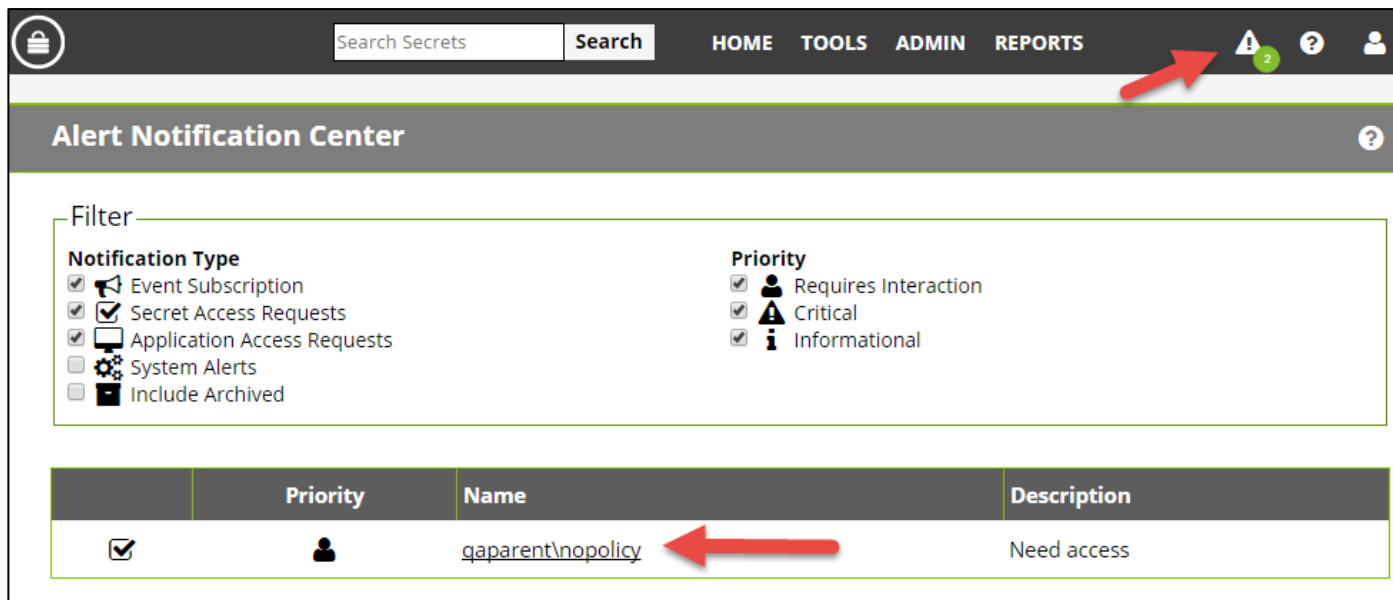 Search Secrets Search HOME TOOLS ADMIN REPORTS 2
Alert Notification Center
Filter
Notification Type Priority
Event Subscription Requires Interaction
Secret Access Requests Critical
Application Access Requests Informational
System Alerts
Include Archived
Priority Name Description
qaparent\nopolicy Need access